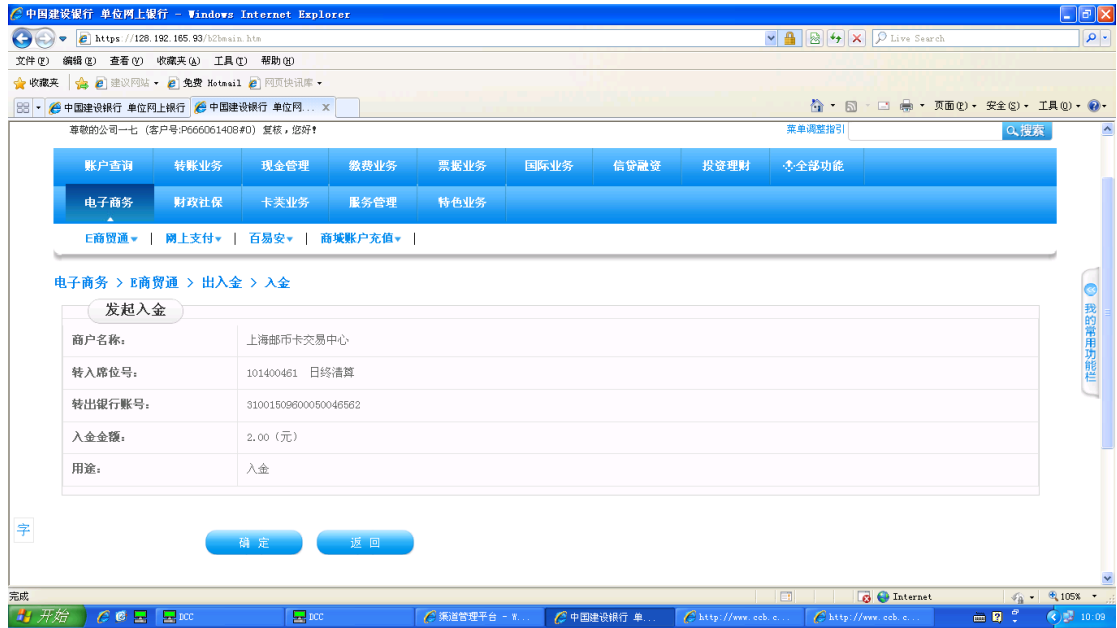 中国建设银行 单位网上银行 - Windows Internet Explorer
https://128.192.165.93/b2bmain.htm
Live Search
文件(F) 编辑(E) 查看(V) 收藏夹(A) 工具(T) 帮助(H)
收藏夹 建议网站 免费 Hotmail 网页快讯库
中国建设银行 单位网上银行 中国建设银行 单位网... X 页面(P) 安全(S) 工具(O)
尊敬的公司一七 (客户号:P666061408#0) 复核，您好! 菜单调整指引 搜索
账户查询 转账业务 现金管理 缴费业务 票据业务 国际业务 信贷融资 投资理财 全部功能
电子商务 财政社保 卡类业务 服务管理 特色业务
E商贸通 | 网上支付 | 百易安 | 商城账户充值 |
电子商务 > E商贸通 > 出入金 > 入金
发起入金
商户名称： 上海邮币卡交易中心
转入席位号： 101400461 日终清算
转出银行账号： 31001509600050046562
入金金额： 2.00（元）
用途： 入金
我的常用功能栏
字
确 定 返 回
完成 Internet 105%
开始 DCC DCC 渠道管理平台 - W... 中国建设银行 单... http://www.ccb.c... http://www.ccb.c... 10:09